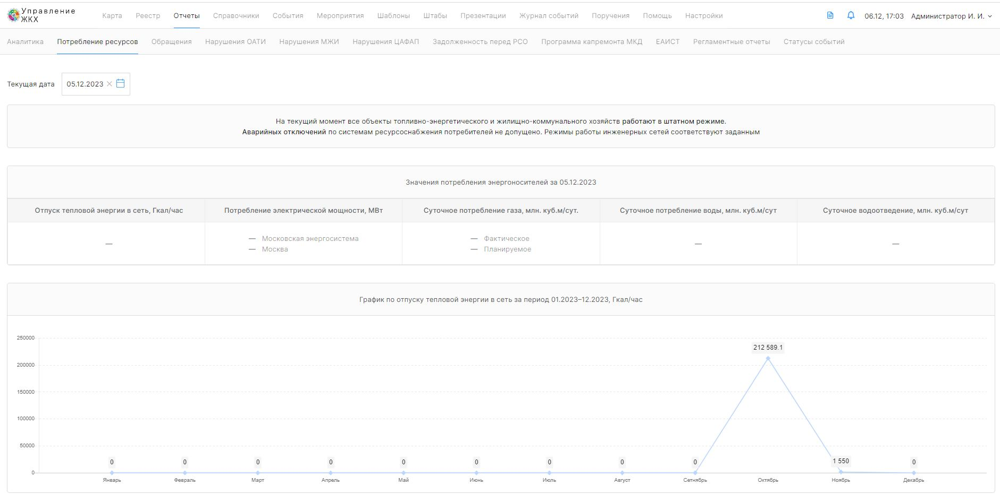 Управление
ЖКХ
Карта Реестр Отчеты Справочники События Мероприятия Шаблоны Штабы Презентации Журнал событий Поручения Помощь Настройки 06.12, 17:03 Администратор И. И.
Аналитика Потребление ресурсов Обращения Нарушения ОАТИ Нарушения МЖИ Нарушения ЦАФАП Задолженность перед РСО Программа капремонта МКД ЕАИСТ Регламентные отчеты Статусы событий
Текущая дата 05.12.2023
На текущий момент все объекты топливно-энергетического и жилищно-коммунального хозяйств работают в штатном режиме.
Аварийных отключений по системам ресурсоснабжения потребителей не допущено. Режимы работы инженерных сетей соответствуют заданным
Значения потребления энергоносителей за 05.12.2023
Отпуск тепловой энергии в сеть, Гкал/час Потребление электрической мощности, МВт Суточное потребление газа, млн. куб.м/сут. Суточное потребление воды, млн. куб.м/сут Суточное водоотведение, млн. куб.м/сут
— Московская энергосистема — Фактическое
— — Москва — Планируемое — —
График по отпуску тепловой энергии в сеть за период 01.2023–12.2023, Гкал/час
250000
212 589.1
200000
150000
100000
50000
0 0 0 0 0 0 0 0 0 1 550 0
0
Январь Февраль Март Апрель Май Июнь Июль Август Сетнябрь Октябрь Ноябрь Декабрь